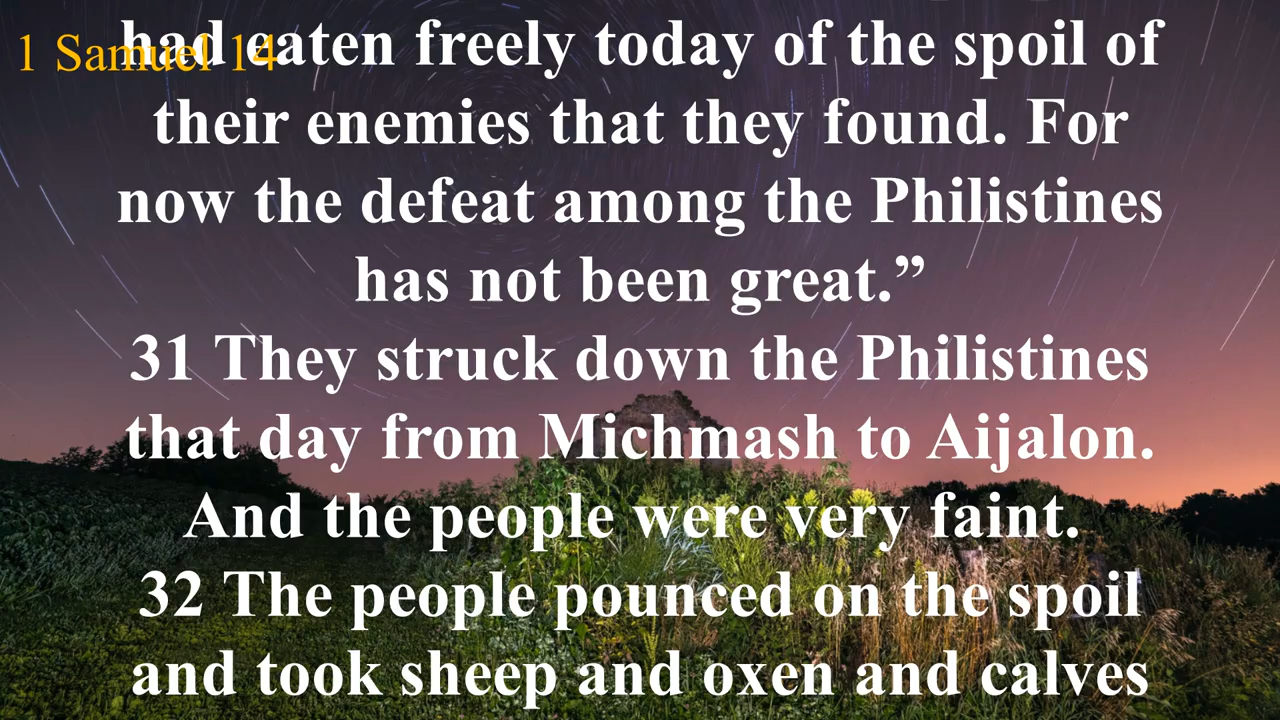 1 Samuel 14
had eaten freely today of the spoil of
their enemies that they found. For
now the defeat among the Philistines
has not been great.”
31 They struck down the Philistines
that day from Michmash to Aijalon.
And the people were very faint.
32 The people pounced on the spoil
and took sheep and oxen and calves